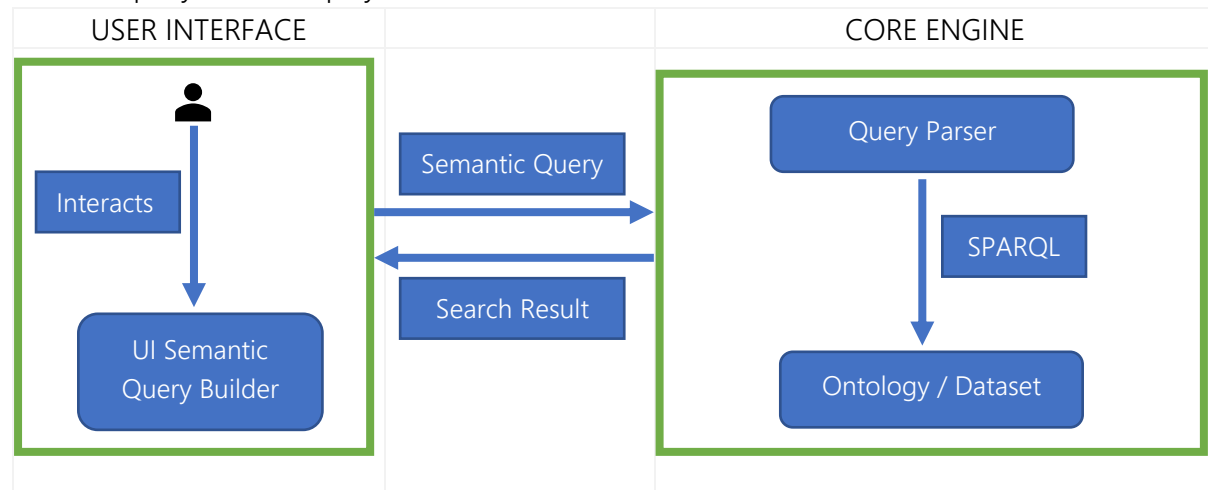 USER INTERFACE
CORE ENGINE
Interacts
UI Semantic
Query Builder
Semantic Query
Search Result
Query Parser
SPARQL
Ontology / Dataset